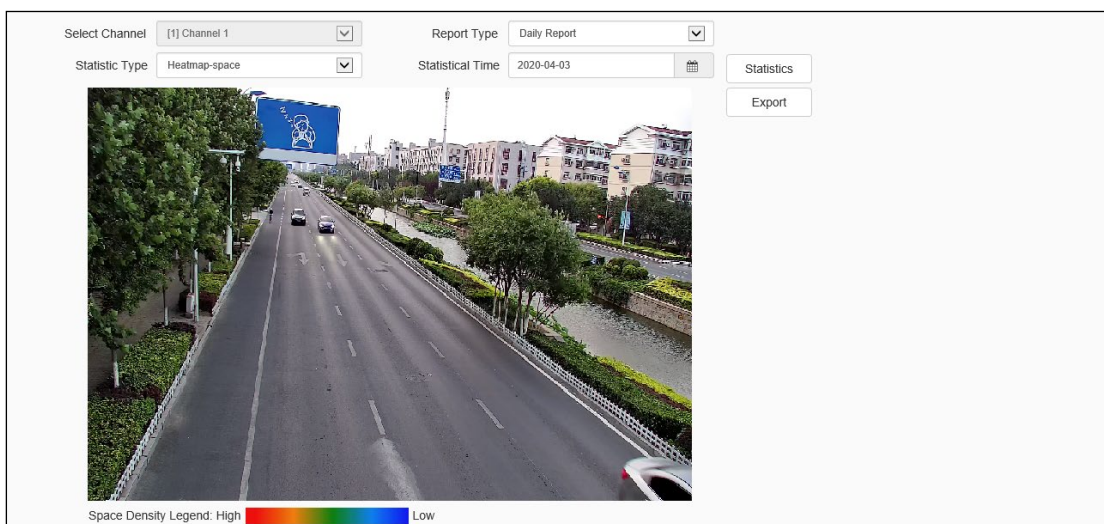 Select Channel [1] Channel 1 Report Type Daily Report
Statistic Type Heatmap-space Statistical Time 2020-04-03 Statistics
Export
Space Density Legend: High Low